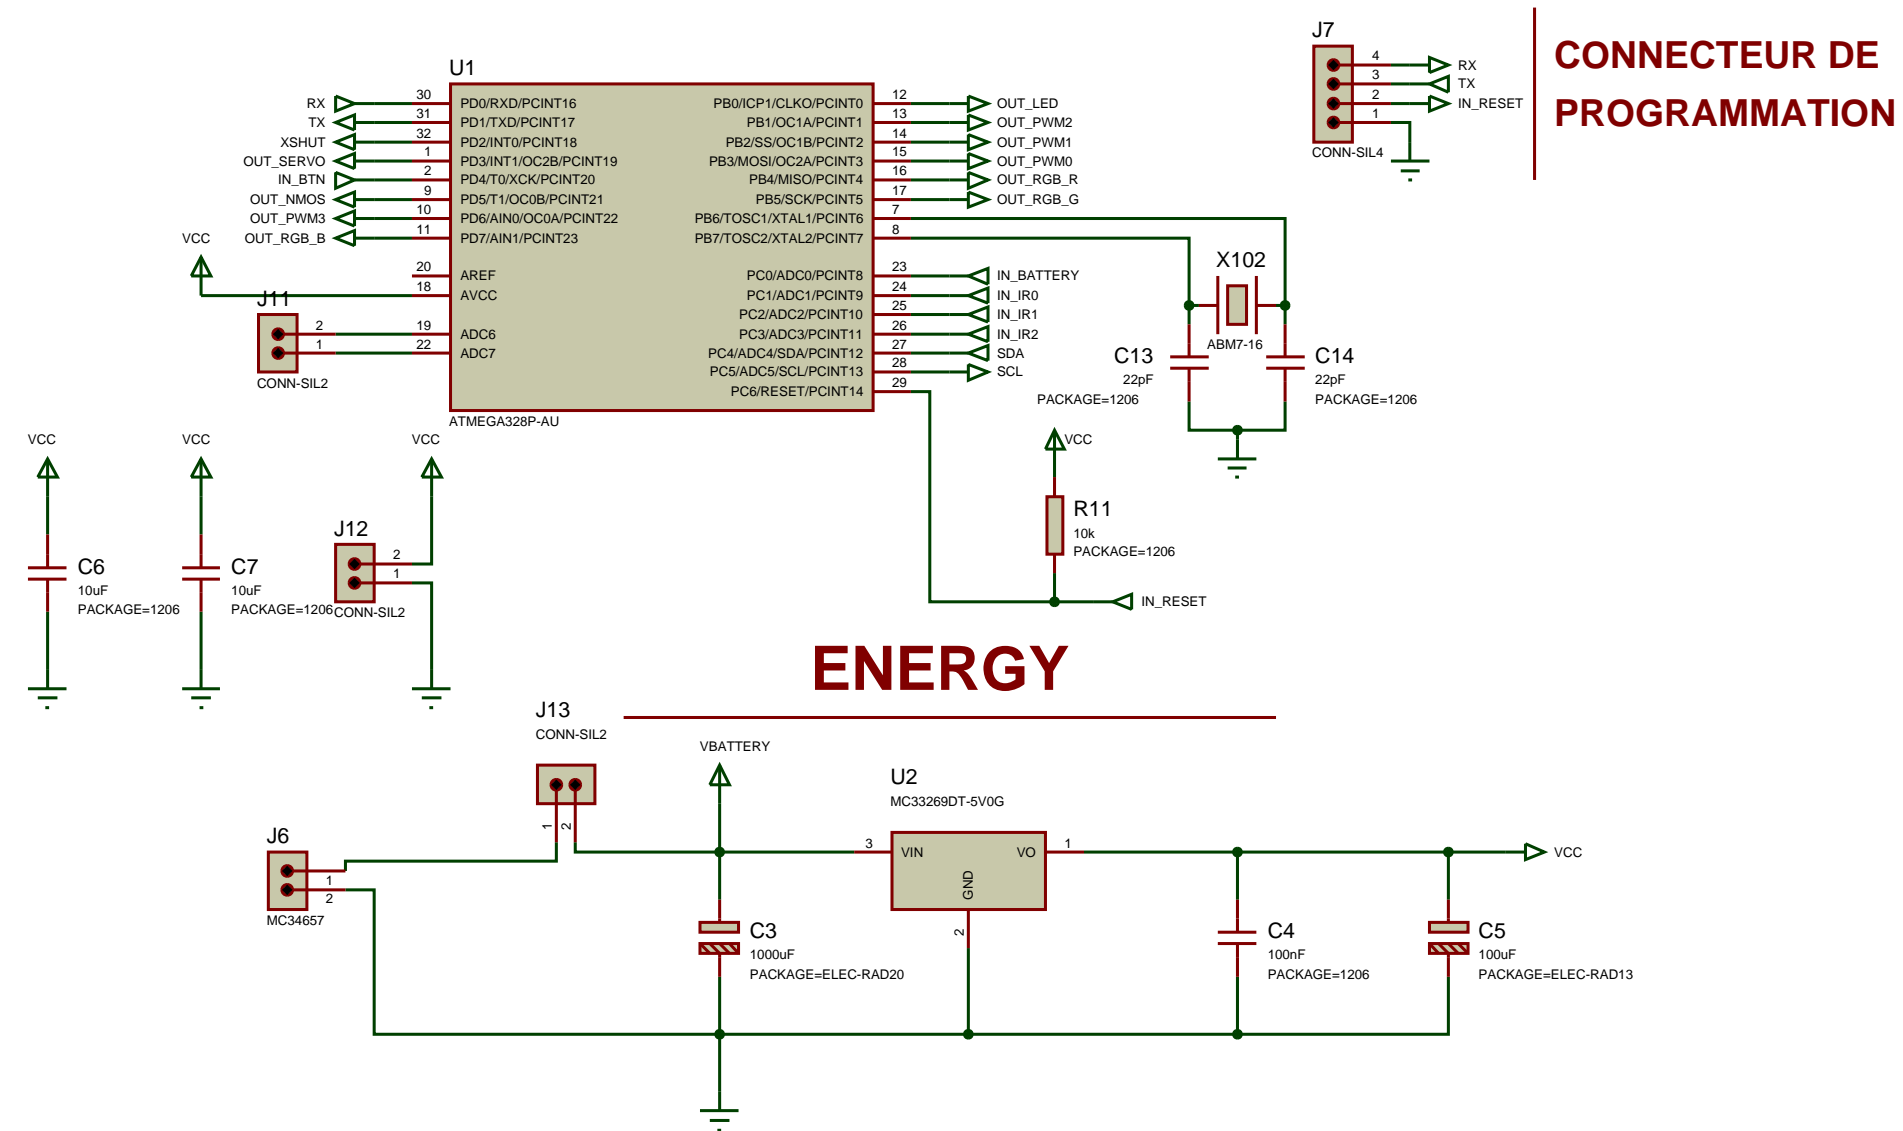 U1
RX 30 PD0/RXD/PCINT16 PB0/ICP1/CLKO/PCINT0 12 OUT_LED
TX 31 PD1/TXD/PCINT17 PB1/OC1A/PCINT1 13 OUT_PWM2
XSHUT 32 PD2/INT0/PCINT18 PB2/SS/OC1B/PCINT2 14 OUT_PWM1
OUT_SERVO 1 PD3/INT1/OC2B/PCINT19 PB3/MOSI/OC2A/PCINT3 15 OUT_PWM0
IN_BTN 2 PD4/T0/XCK/PCINT20 PB4/MISO/PCINT4 16 OUT_RGB_R
OUT_NMOS 9 PD5/T1/OC0B/PCINT21 PB5/SCK/PCINT5 17 OUT_RGB_G
OUT_PWM3 10 PD6/AIN0/OC0A/PCINT22 PB6/TOSC1/XTAL1/PCINT6 7
OUT_RGB_B 11 PD7/AIN1/PCINT23 PB7/TOSC2/XTAL2/PCINT7 8
VCC
20 AREF PC0/ADC0/PCINT8 23 IN_BATTERY
18 AVCC PC1/ADC1/PCINT9 24 IN_IR0
PC2/ADC2/PCINT10 25 IN_IR1
19 ADC6 PC3/ADC3/PCINT11 26 IN_IR2
22 ADC7 PC4/ADC4/SDA/PCINT12 27 SDA
PC5/ADC5/SCL/PCINT13 28 SCL
PC6/RESET/PCINT14 29
ATMEGA328P-AU
J11
2
1
CONN-SIL2
J7
4 RX
3 TX
2 IN_RESET
1
CONN-SIL4
CONNECTEUR DE
PROGRAMMATION
X102
ABM7-16
C13
22pF
PACKAGE=1206
C14
22pF
PACKAGE=1206
VCC
C6
10uF
PACKAGE=1206
VCC
C7
10uF
PACKAGE=1206
VCC
J12
2
1
CONN-SIL2
VCC
R11
10k
PACKAGE=1206
IN_RESET
ENERGY
J13
CONN-SIL2
1
2
J6
1
2
MC34657
VBATTERY
U2
MC33269DT-5V0G
3 VIN VO 1
GND
2
VCC
C3
1000uF
PACKAGE=ELEC-RAD20
C4
100nF
PACKAGE=1206
C5
100uF
PACKAGE=ELEC-RAD13